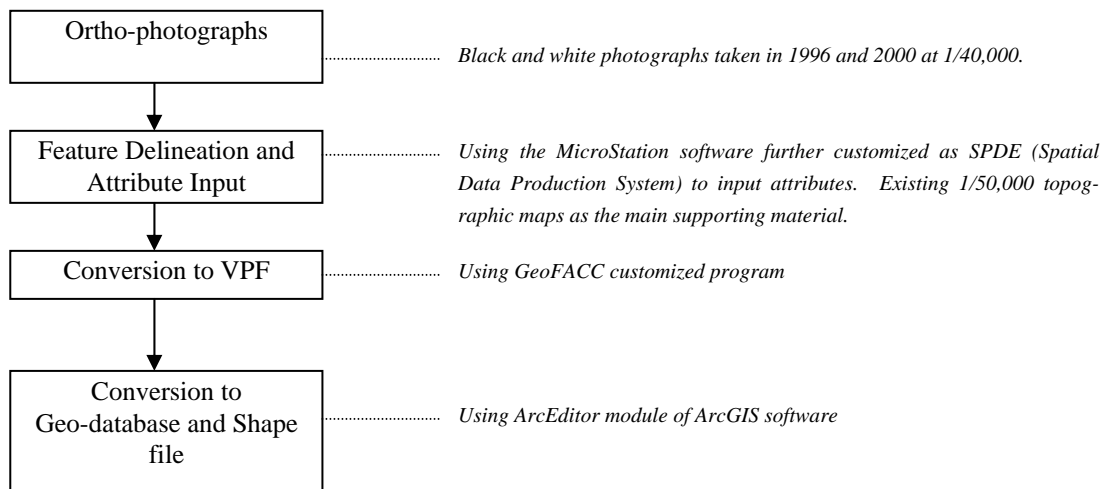 Ortho-photographs
Black and white photographs taken in 1996 and 2000 at 1/40,000.
Feature Delineation and
Attribute Input
Using the MicroStation software further customized as SPDE (Spatial
Data Production System) to input attributes. Existing 1/50,000 topog-
raphic maps as the main supporting material.
Conversion to VPF
Using GeoFACC customized program
Conversion to
Geo-database and Shape
file
Using ArcEditor module of ArcGIS software